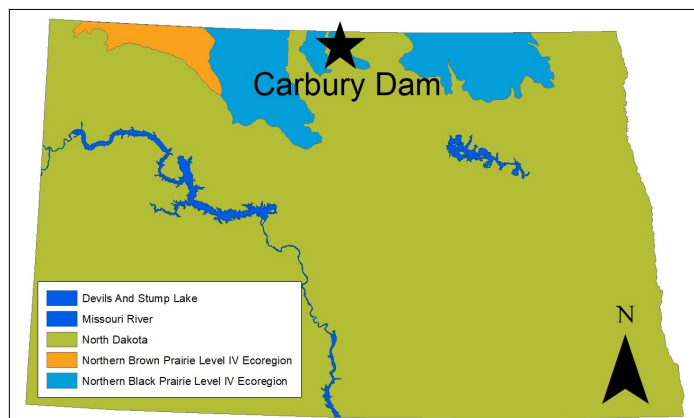 Carbury Dam
Devils And Stump Lake
Missouri River
North Dakota
Northern Brown Prairie Level IV Ecoregion
Northern Black Prairie Level IV Ecoregion
N